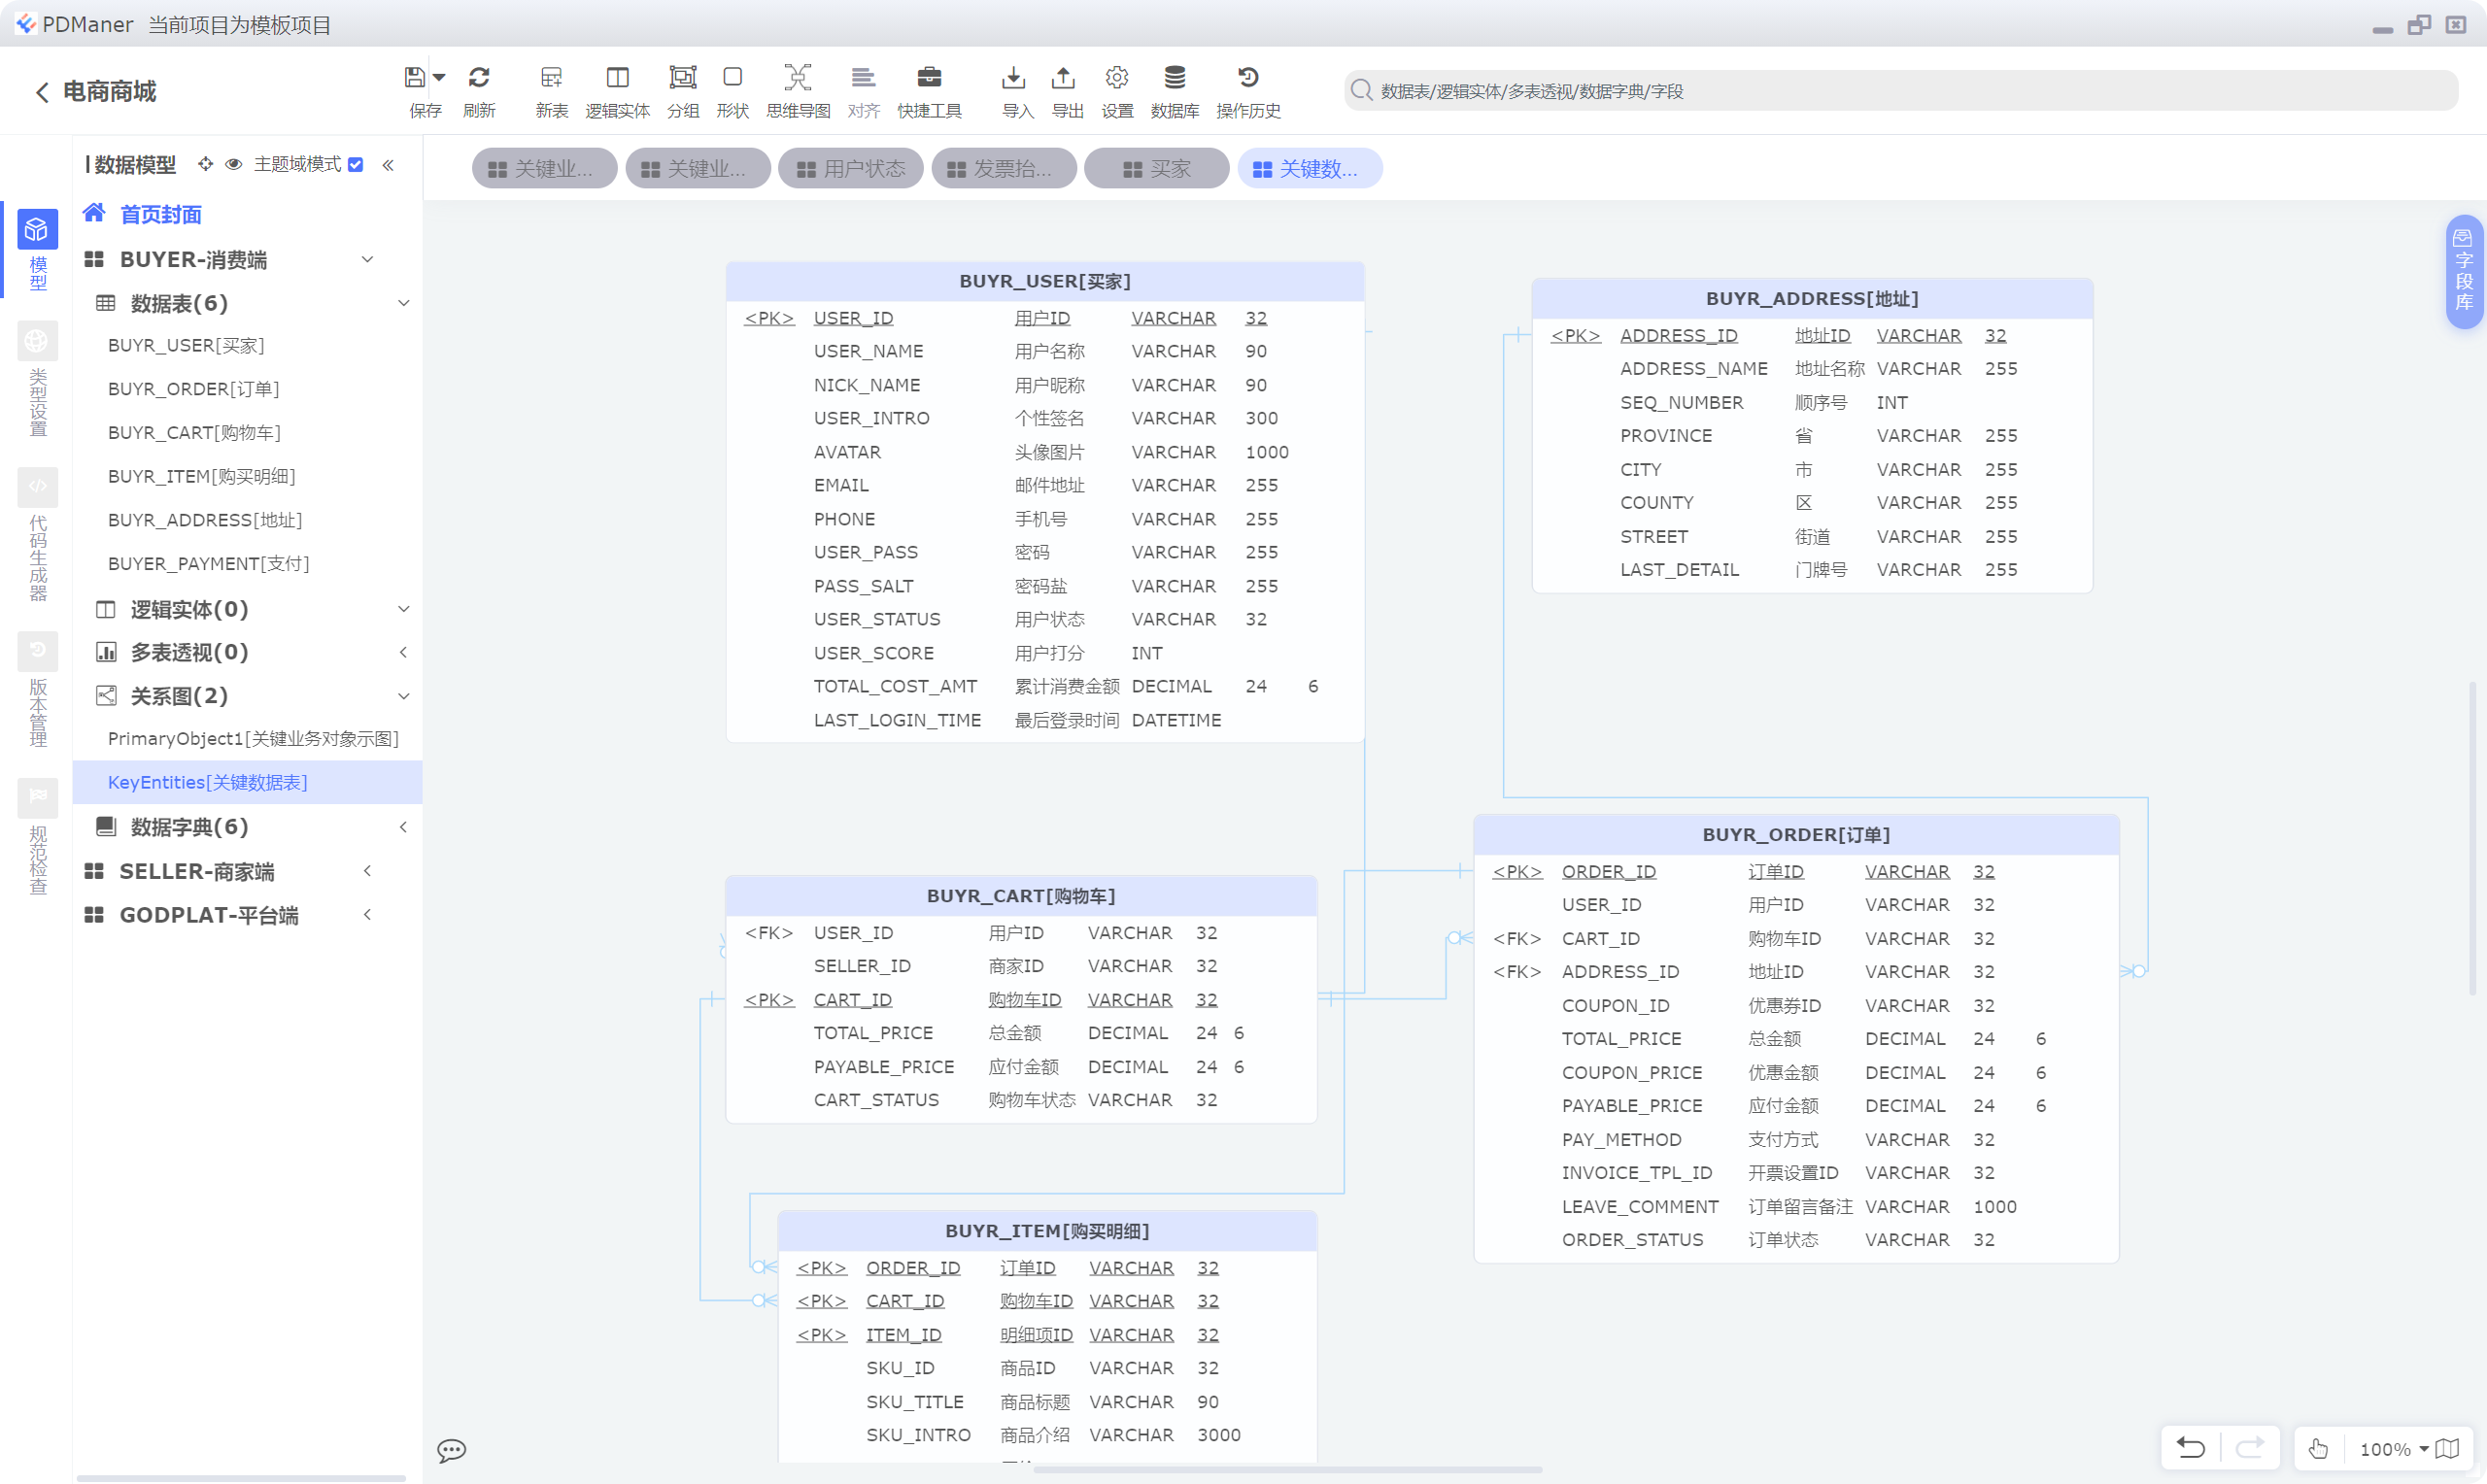 PDManer 当前项目为模板项目
电商商城
保存 刷新 新表 逻辑实体 分组 形状 思维导图 对齐 快捷工具 导入 导出 设置 数据库 操作历史
数据表/逻辑实体/多表透视/数据字典/字段
模型
类型设置
代码生成器
版本管理
规范检查
数据模型 主题域模式
首页封面
BUYER-消费端
数据表(6)
BUYR_USER[买家]
BUYR_ORDER[订单]
BUYR_CART[购物车]
BUYR_ITEM[购买明细]
BUYR_ADDRESS[地址]
BUYER_PAYMENT[支付]
逻辑实体(0)
多表透视(0)
关系图(2)
PrimaryObject1[关键业务对象示图]
KeyEntities[关键数据表]
数据字典(6)
SELLER-商家端
GODPLAT-平台端
关键业... 关键业... 用户状态 发票抬... 买家 关键数...
字段库
BUYR_USER[买家]
<PK> USER_ID 用户ID VARCHAR 32
USER_NAME 用户名称 VARCHAR 90
NICK_NAME 用户昵称 VARCHAR 90
USER_INTRO 个性签名 VARCHAR 300
AVATAR 头像图片 VARCHAR 1000
EMAIL 邮件地址 VARCHAR 255
PHONE 手机号 VARCHAR 255
USER_PASS 密码 VARCHAR 255
PASS_SALT 密码盐 VARCHAR 255
USER_STATUS 用户状态 VARCHAR 32
USER_SCORE 用户打分 INT
TOTAL_COST_AMT 累计消费金额 DECIMAL 24 6
LAST_LOGIN_TIME 最后登录时间 DATETIME
BUYR_ADDRESS[地址]
<PK> ADDRESS_ID 地址ID VARCHAR 32
ADDRESS_NAME 地址名称 VARCHAR 255
SEQ_NUMBER 顺序号 INT
PROVINCE 省 VARCHAR 255
CITY 市 VARCHAR 255
COUNTY 区 VARCHAR 255
STREET 街道 VARCHAR 255
LAST_DETAIL 门牌号 VARCHAR 255
BUYR_CART[购物车]
<FK> USER_ID 用户ID VARCHAR 32
SELLER_ID 商家ID VARCHAR 32
<PK> CART_ID 购物车ID VARCHAR 32
TOTAL_PRICE 总金额 DECIMAL 24 6
PAYABLE_PRICE 应付金额 DECIMAL 24 6
CART_STATUS 购物车状态 VARCHAR 32
BUYR_ORDER[订单]
<PK> ORDER_ID 订单ID VARCHAR 32
USER_ID 用户ID VARCHAR 32
<FK> CART_ID 购物车ID VARCHAR 32
<FK> ADDRESS_ID 地址ID VARCHAR 32
COUPON_ID 优惠券ID VARCHAR 32
TOTAL_PRICE 总金额 DECIMAL 24 6
COUPON_PRICE 优惠金额 DECIMAL 24 6
PAYABLE_PRICE 应付金额 DECIMAL 24 6
PAY_METHOD 支付方式 VARCHAR 32
INVOICE_TPL_ID 开票设置ID VARCHAR 32
LEAVE_COMMENT 订单留言备注 VARCHAR 1000
ORDER_STATUS 订单状态 VARCHAR 32
BUYR_ITEM[购买明细]
<PK> ORDER_ID 订单ID VARCHAR 32
<PK> CART_ID 购物车ID VARCHAR 32
<PK> ITEM_ID 明细项ID VARCHAR 32
SKU_ID 商品ID VARCHAR 32
SKU_TITLE 商品标题 VARCHAR 90
SKU_INTRO 商品介绍 VARCHAR 3000
100%